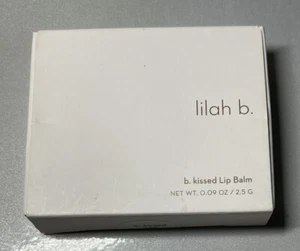 lilah b.
b. kissed Lip Balm
NET WT. 0.09 OZ / 2.5 G